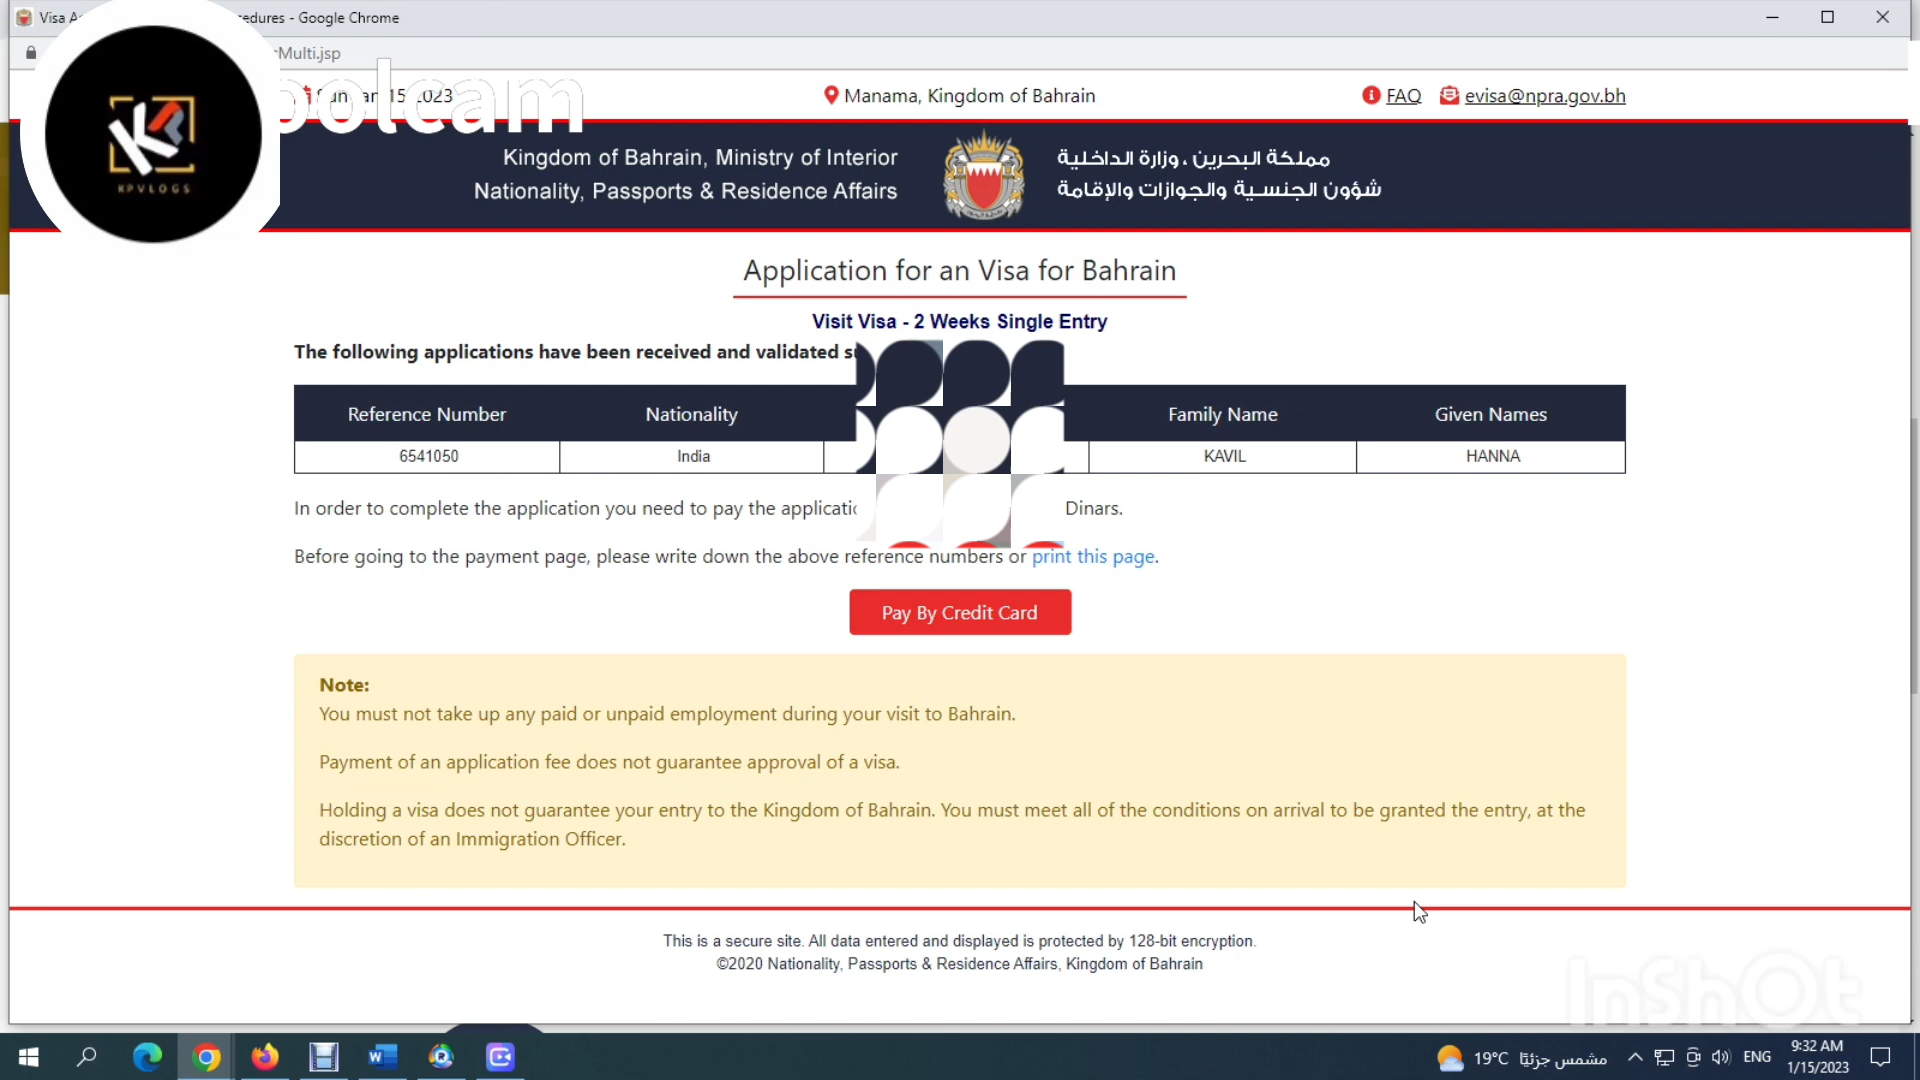 edures - Google Chrome
Multi.jsp
KPVLOGS
oolcam
15 2023
Manama, Kingdom of Bahrain
FAQ
evisa@npra.gov.bh
Kingdom of Bahrain, Ministry of Interior
Nationality, Passports & Residence Affairs
مملكة البحرين ، وزارة الداخلية
شؤون الجنسية والجوازات والإقامة
Application for an Visa for Bahrain
Visit Visa - 2 Weeks Single Entry
The following applications have been received and validated
Reference Number Nationality Family Name Given Names
6541050 India KAVIL HANNA
In order to complete the application you need to pay the Dinars.
Before going to the payment page, please write down the above reference numbers or print this page.
Pay By Credit Card
Note:
You must not take up any paid or unpaid employment during your visit to Bahrain.
Payment of an application fee does not guarantee approval of a visa.
Holding a visa does not guarantee your entry to the Kingdom of Bahrain. You must meet all of the conditions on arrival to be granted the entry, at the
discretion of an Immigration Officer.
This is a secure site. All data entered and displayed is protected by 128-bit encryption.
©2020 Nationality, Passports & Residence Affairs, Kingdom of Bahrain
InShOt
19°C مشمس جزئيًا ENG
9:32 AM
1/15/2023